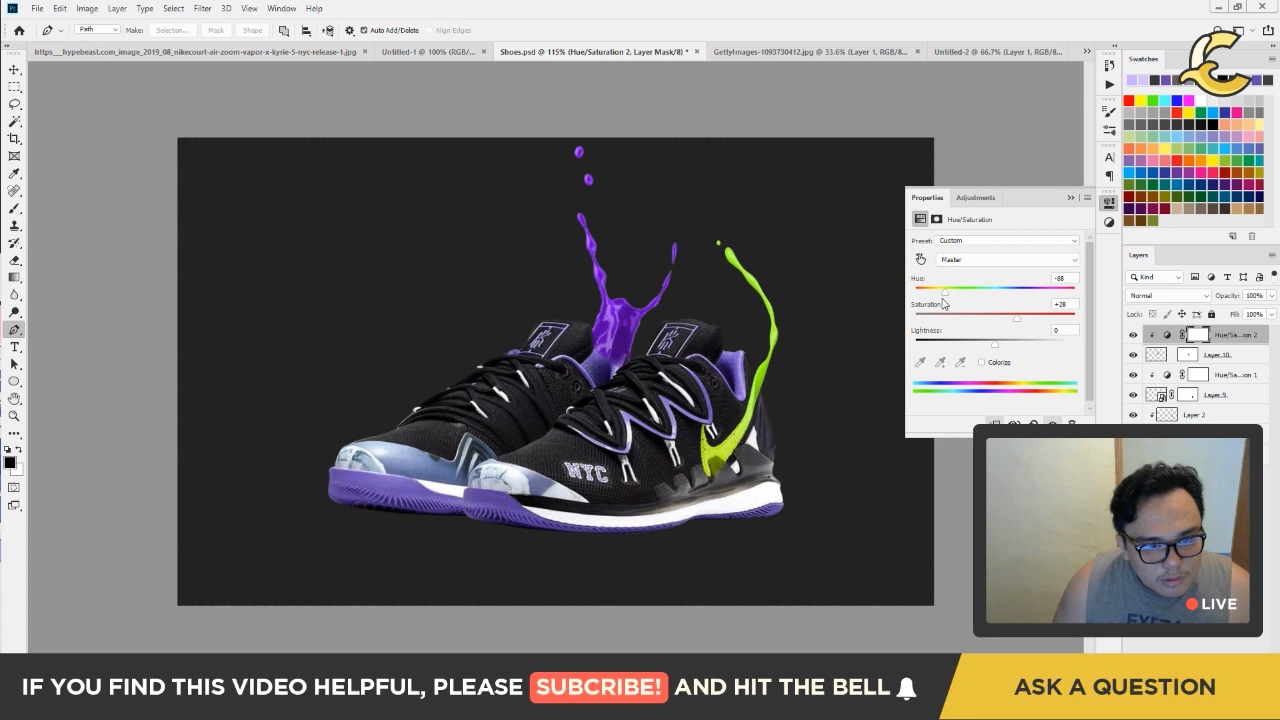 File Edit Image Layer Type Select Filter 3D View Window Help
Path Make: Selection... Mask Shape Auto Add/Delete Align Edges
https___hypebeast.com_image_2019_08_nikecourt-air-zoom-vapor-x-kyrie-5-nyc-release-1.jpg × Untitled-1 @ 100% (RGB/... × Shoes.psd @ 115% (Hue/Saturation 2, Layer Mask/8) * × GettyImages-1093730412.jpg @ 33.6% (Layer 1, RGB/8... × Untitled-2 @ 66.7% (Layer 1, RGB/8...
Swatches
Properties Adjustments
Hue/Saturation
Preset: Custom
Master
Hue: -68
Saturation: +28
Lightness: 0
Colorize
Layers
Kind
Normal Opacity: 100%
Lock: Fill: 100%
Hue/Sa...ion 2
Layer 10
Hue/Sa...ion 1
Layer 9
Layer 2
NYC
LIVE
IF YOU FIND THIS VIDEO HELPFUL, PLEASE SUBCRIBE! AND HIT THE BELL
ASK A QUESTION